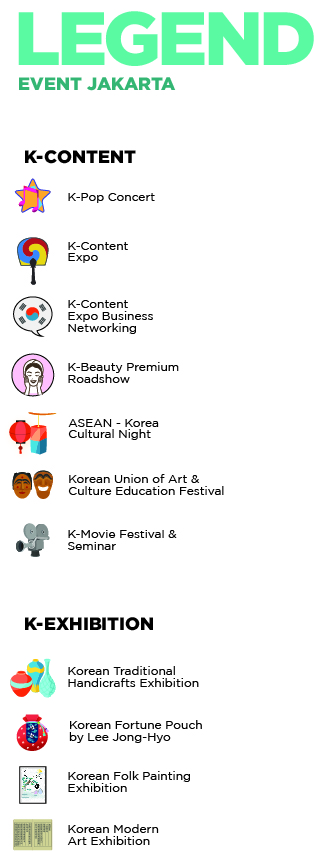 LEGEND
EVENT JAKARTA
K-CONTENT
K-Pop Concert
K-Content
Expo
K-Content
Expo Business
Networking
K-Beauty Premium
Roadshow
ASEAN - Korea
Cultural Night
Korean Union of Art &
Culture Education Festival
K-Movie Festival &
Seminar
K-EXHIBITION
Korean Traditional
Handicrafts Exhibition
Korean Fortune Pouch
by Lee Jong-Hyo
Korean Folk Painting
Exhibition
Korean Modern
Art Exhibition